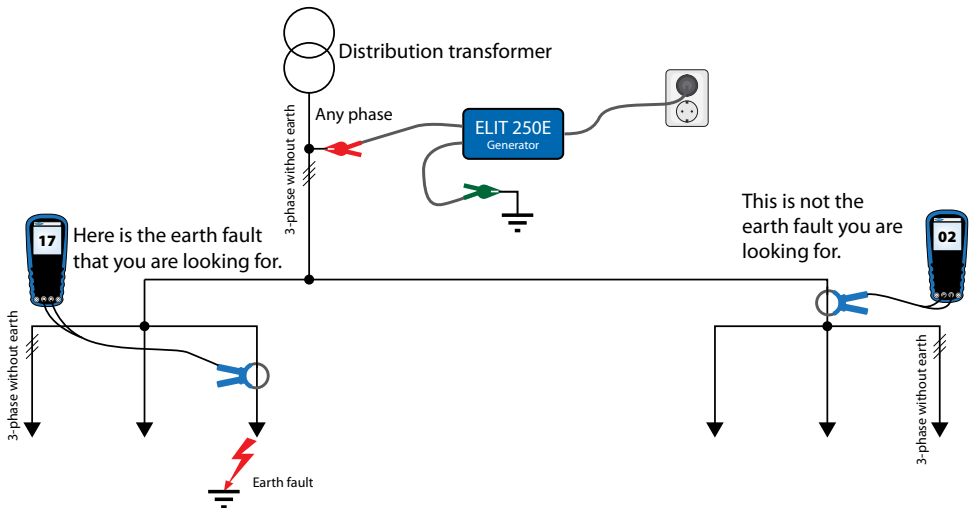 Distribution transformer
Any phase
ELIT 250E
Generator
3-phase without earth
This is not the
earth fault you are
looking for.
02
17
Here is the earth fault
that you are looking for.
3-phase without earth
3-phase without earth
Earth fault